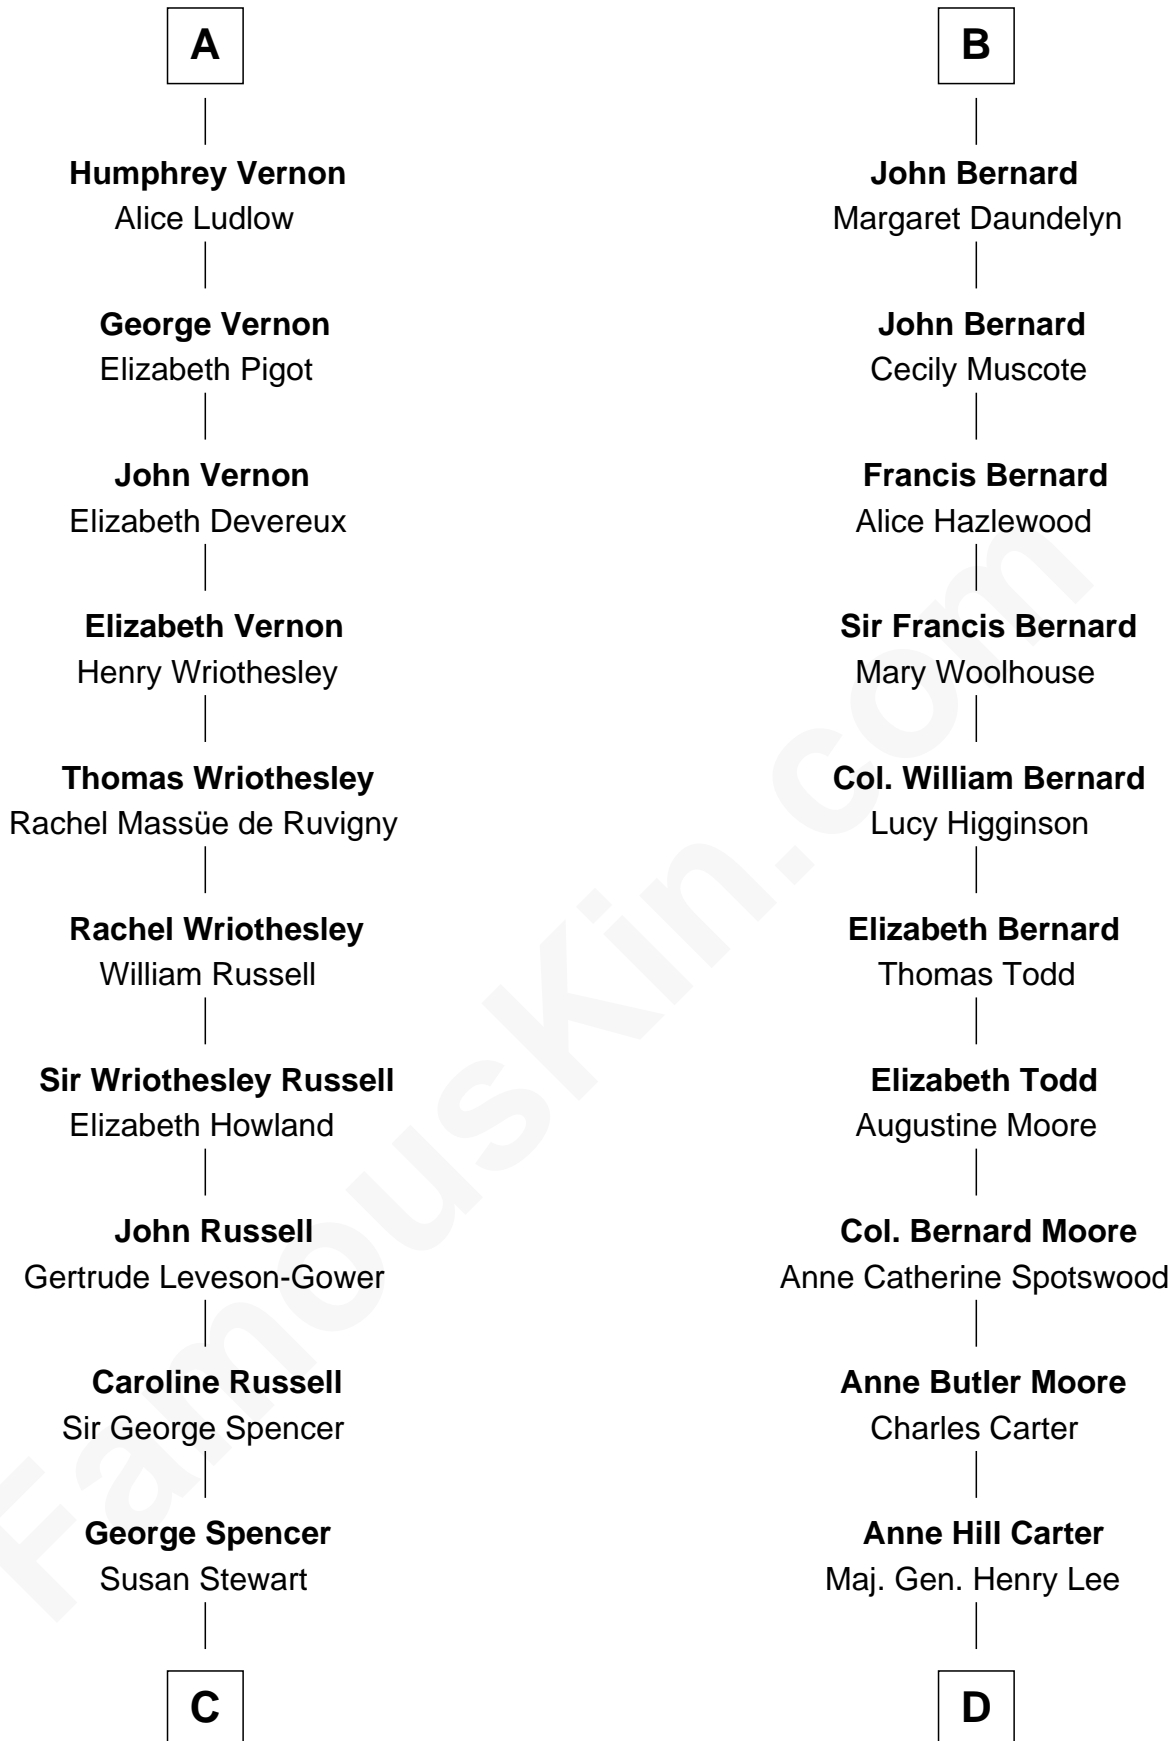 A
Humphrey Vernon
Alice Ludlow
George Vernon
Elizabeth Pigot
John Vernon
Elizabeth Devereux
Elizabeth Vernon
Henry Wriothesley
Thomas Wriothesley
Rachel Massüe de Ruvigny
Rachel Wriothesley
William Russell
Sir Wriothesley Russell
Elizabeth Howland
John Russell
Gertrude Leveson-Gower
Caroline Russell
Sir George Spencer
George Spencer
Susan Stewart
C
B
John Bernard
Margaret Daundelyn
John Bernard
Cecily Muscote
Francis Bernard
Alice Hazlewood
Sir Francis Bernard
Mary Woolhouse
Col. William Bernard
Lucy Higginson
Elizabeth Bernard
Thomas Todd
Elizabeth Todd
Augustine Moore
Col. Bernard Moore
Anne Catherine Spotswood
Anne Butler Moore
Charles Carter
Anne Hill Carter
Maj. Gen. Henry Lee
D
FamousKin.com